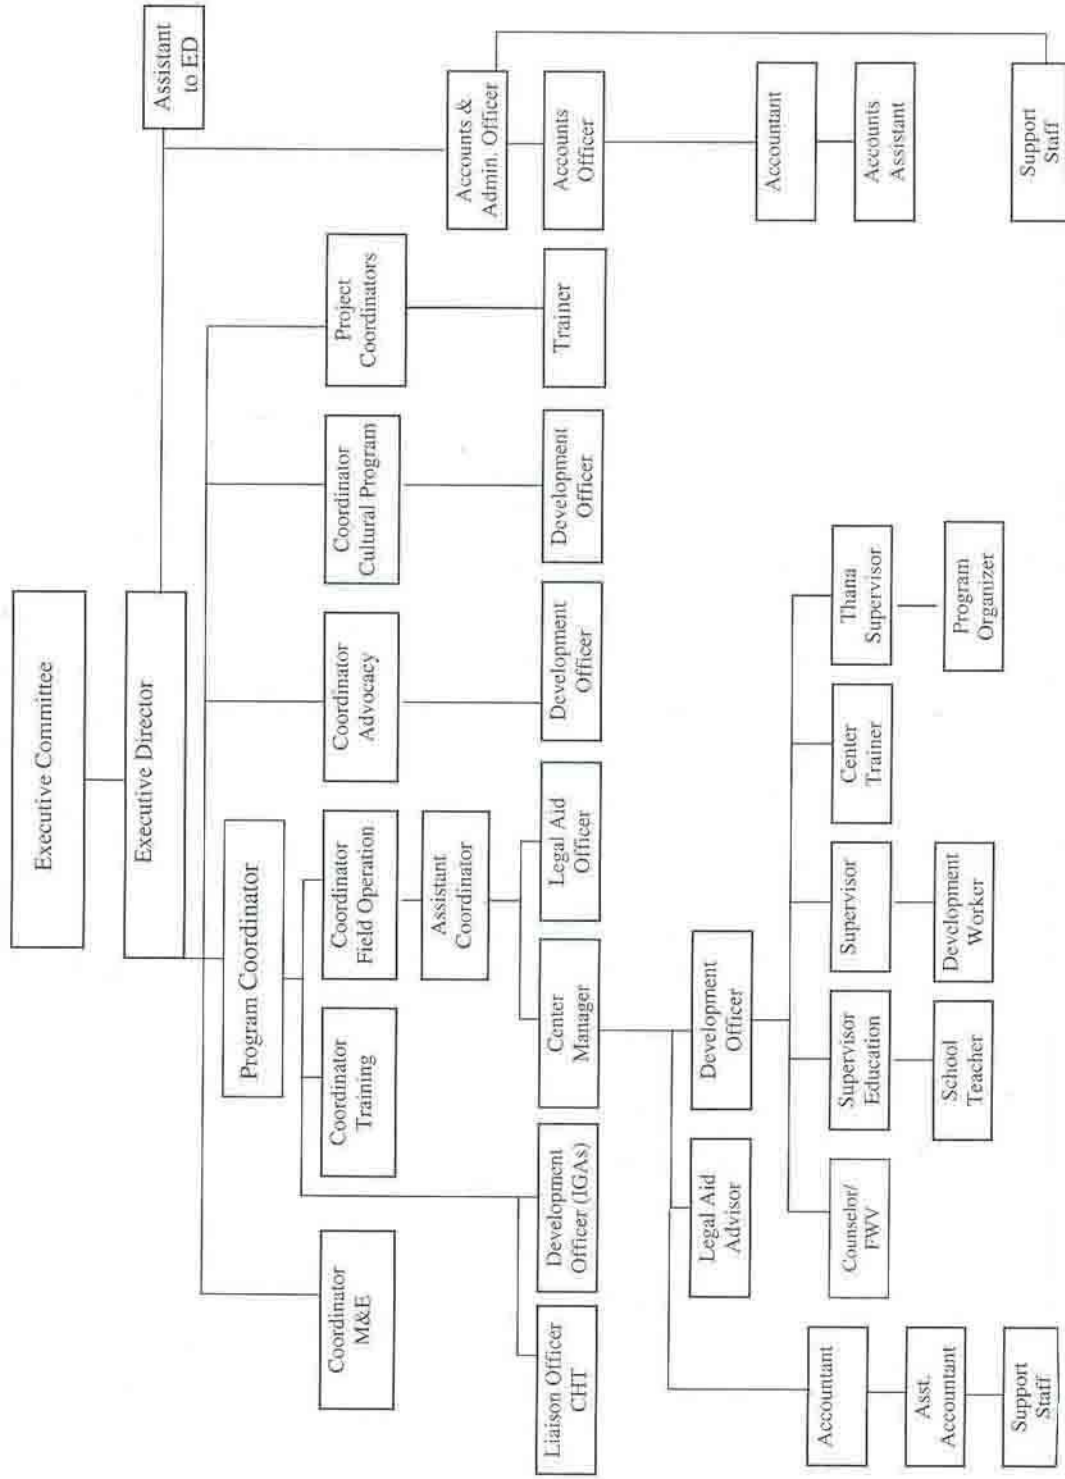 Executive Committee
Executive Director
Assistant
to ED
Program Coordinator
Coordinator
M&E
Coordinator
Training
Coordinator
Field Operation
Coordinator
Advocacy
Coordinator
Cultural Program
Project
Coordinators
Accounts &
Admin. Officer
Assistant
Coordinator
Liaison Officer
CHT
Development
Officer (IGAs)
Center
Manager
Legal Aid
Officer
Development
Officer
Development
Officer
Trainer
Accounts
Officer
Legal Aid
Advisor
Development
Officer
Accountant
Accountant
Counselor/
FWV
Supervisor
Education
Supervisor
Center
Trainer
Thana
Supervisor
Accounts
Assistant
Asst.
Accountant
School
Teacher
Development
Worker
Program
Organizer
Support
Staff
Support
Staff